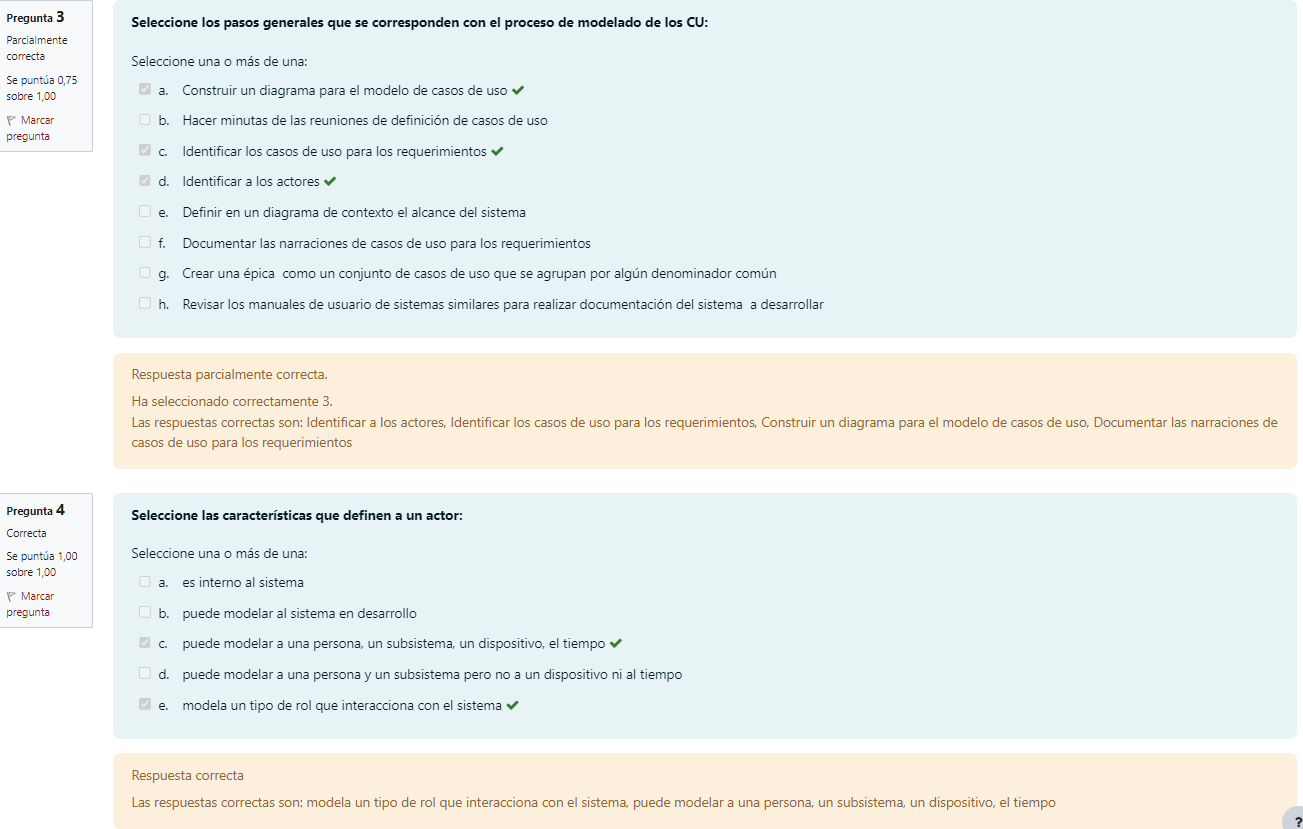 Pregunta 3
Parcialmente
correcta
Se puntúa 0,75
sobre 1,00
Marcar
pregunta
Seleccione los pasos generales que se corresponden con el proceso de modelado de los CU:
Seleccione una o más de una:
a. Construir un diagrama para el modelo de casos de uso
b. Hacer minutas de las reuniones de definición de casos de uso
c. Identificar los casos de uso para los requerimientos
d. Identificar a los actores
e. Definir en un diagrama de contexto el alcance del sistema
f. Documentar las narraciones de casos de uso para los requerimientos
g. Crear una épica como un conjunto de casos de uso que se agrupan por algún denominador común
h. Revisar los manuales de usuario de sistemas similares para realizar documentación del sistema a desarrollar
Respuesta parcialmente correcta.
Ha seleccionado correctamente 3.
Las respuestas correctas son: Identificar a los actores, Identificar los casos de uso para los requerimientos, Construir un diagrama para el modelo de casos de uso, Documentar las narraciones de
casos de uso para los requerimientos
Pregunta 4
Correcta
Se puntúa 1,00
sobre 1,00
Marcar
pregunta
Seleccione las características que definen a un actor:
Seleccione una o más de una:
a. es interno al sistema
b. puede modelar al sistema en desarrollo
c. puede modelar a una persona, un subsistema, un dispositivo, el tiempo
d. puede modelar a una persona y un subsistema pero no a un dispositivo ni al tiempo
e. modela un tipo de rol que interacciona con el sistema
Respuesta correcta
Las respuestas correctas son: modela un tipo de rol que interacciona con el sistema, puede modelar a una persona, un subsistema, un dispositivo, el tiempo
?